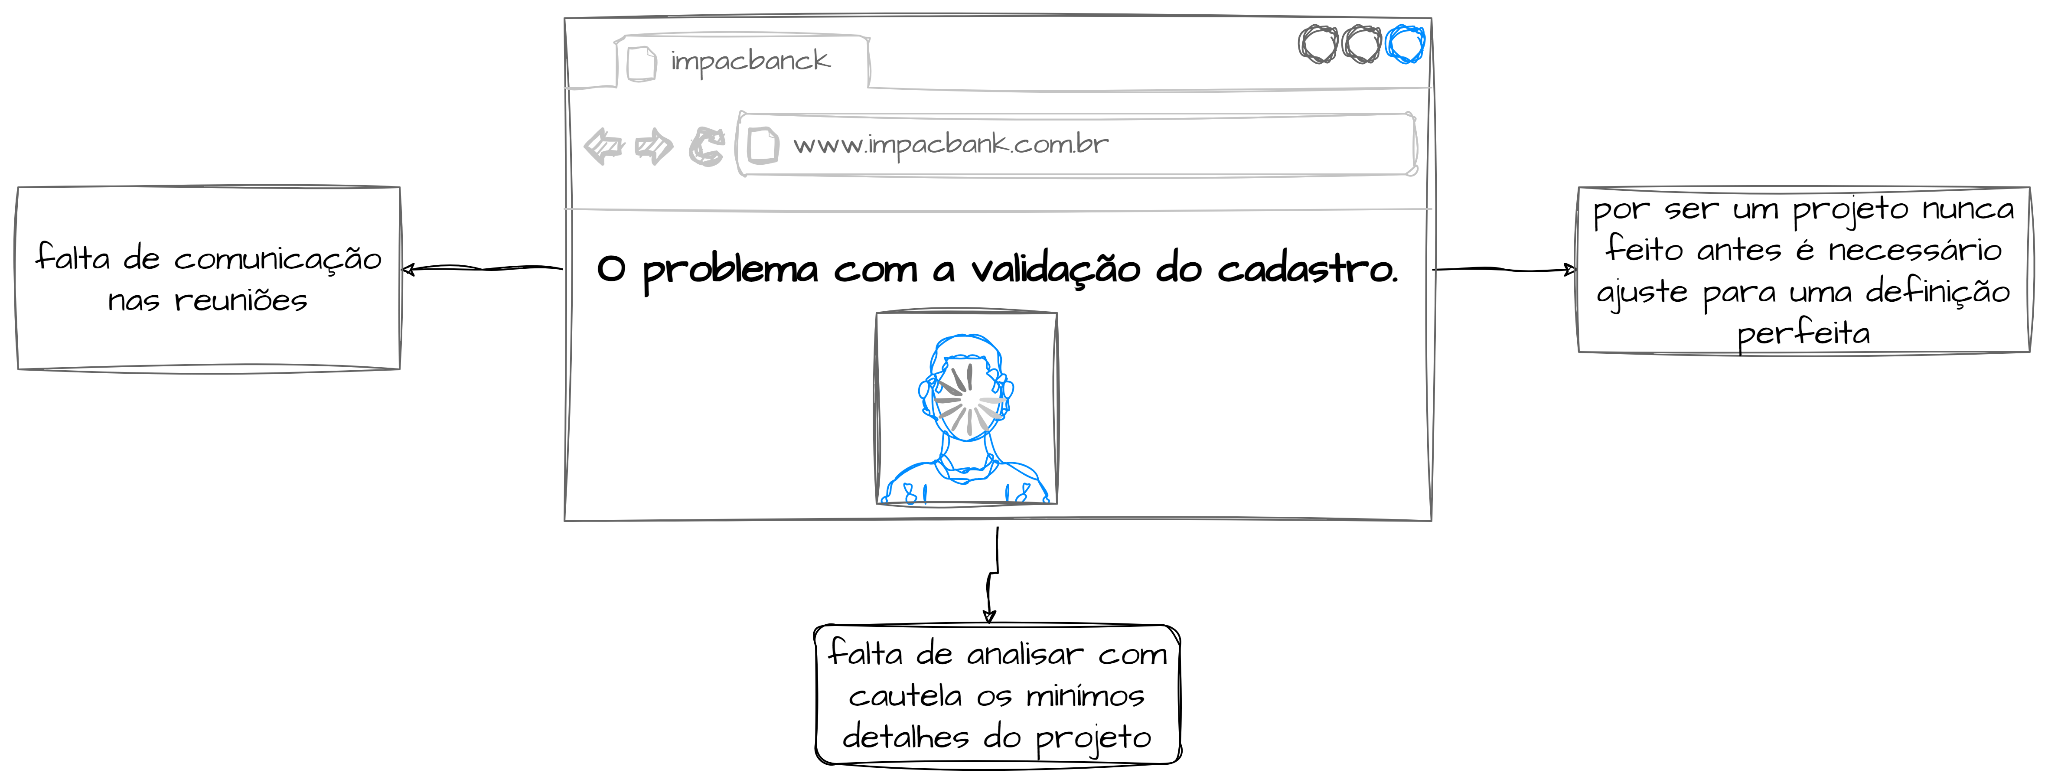 impacbanck
www.impacbank.com.br
falta de comunicação
nas reuniões
O problema com a validação do cadastro.
por ser um projeto nunca
feito antes é necessário
ajuste para uma definição
perfeita
falta de analisar com
cautela os minímos
detalhes do projeto